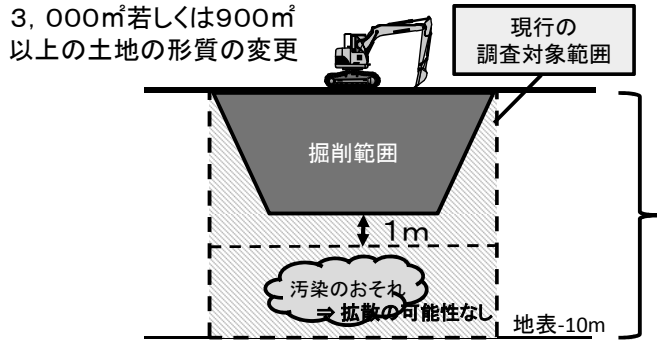 3，000㎡若しくは900㎡
以上の土地の形質の変更
現行の
調査対象範囲
掘削範囲
1m
汚染のおそれ
⇒ 拡散の可能性なし
地表-10m